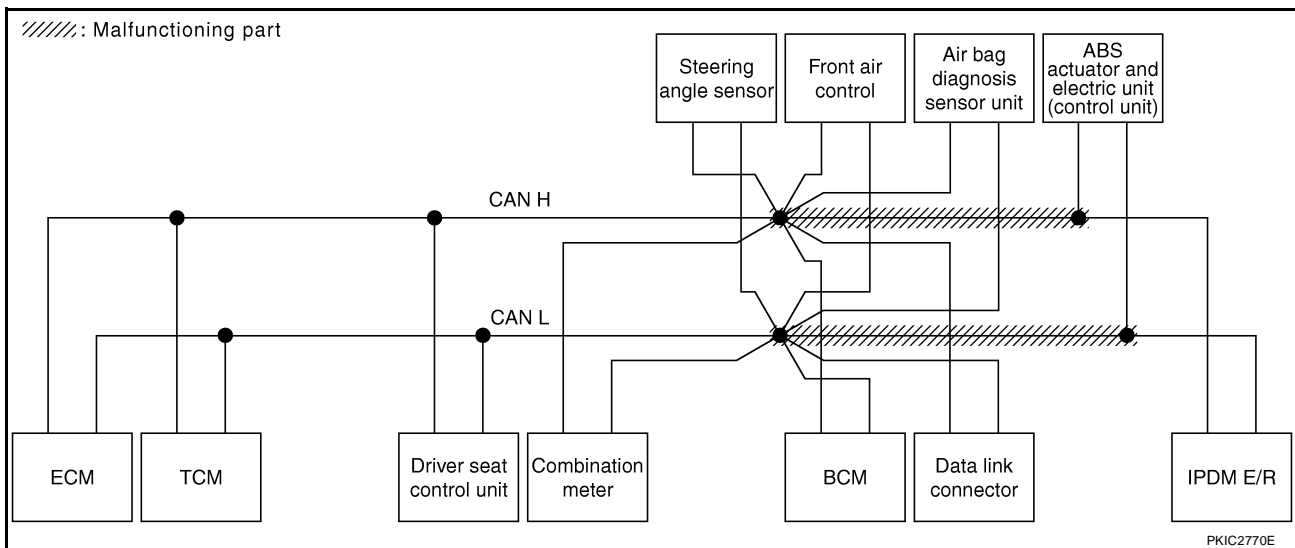 : Malfunctioning part
Steering
angle sensor
Front air
control
Air bag
diagnosis
sensor unit
ABS
actuator and
electric unit
(control unit)
CAN H
CAN L
ECM
TCM
Driver seat
control unit
Combination
meter
BCM
Data link
connector
IPDM E/R
PKIC2770E